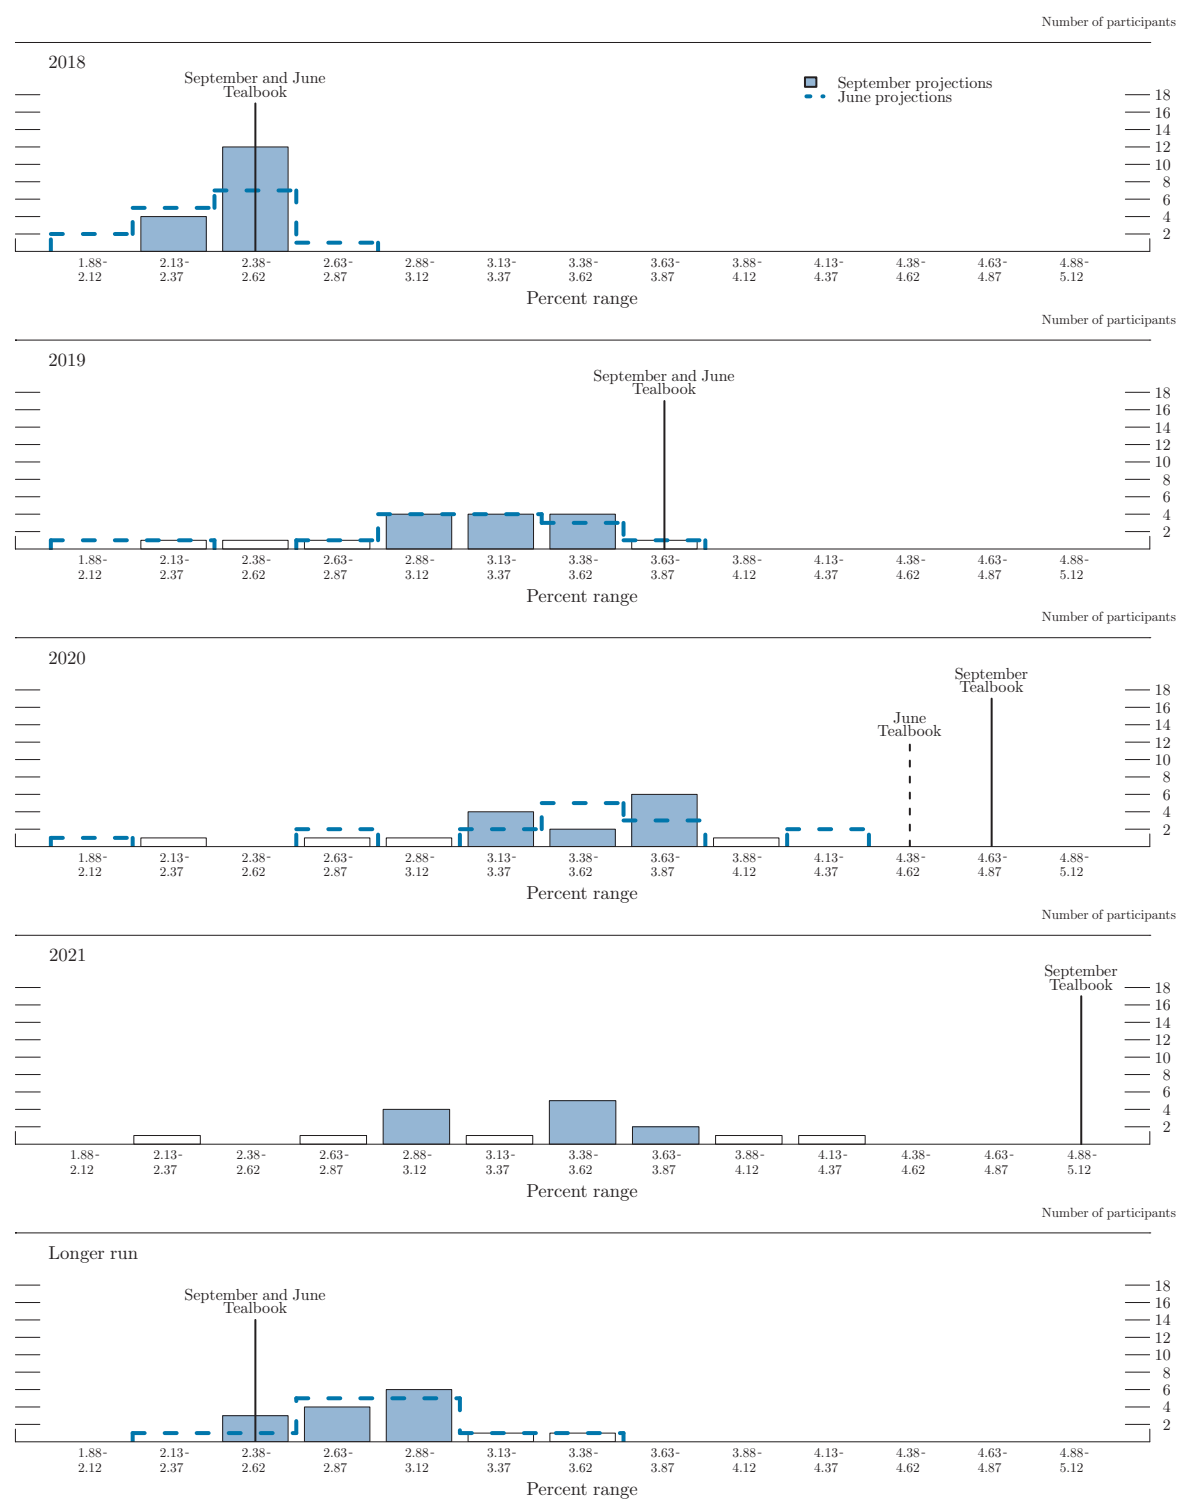 Number of participants
2018
September and June
Tealbook
September projections
June projections
18
16
14
12
10
8
6
4
2
1.88- 2.13- 2.38- 2.63- 2.88- 3.13- 3.38- 3.63- 3.88- 4.13- 4.38- 4.63- 4.88-
2.12 2.37 2.62 2.87 3.12 3.37 3.62 3.87 4.12 4.37 4.62 4.87 5.12
Percent range
Number of participants
2019
September and June
Tealbook
18
16
14
12
10
8
6
4
2
1.88- 2.13- 2.38- 2.63- 2.88- 3.13- 3.38- 3.63- 3.88- 4.13- 4.38- 4.63- 4.88-
2.12 2.37 2.62 2.87 3.12 3.37 3.62 3.87 4.12 4.37 4.62 4.87 5.12
Percent range
Number of participants
2020
September
Tealbook
June
Tealbook
18
16
14
12
10
8
6
4
2
1.88- 2.13- 2.38- 2.63- 2.88- 3.13- 3.38- 3.63- 3.88- 4.13- 4.38- 4.63- 4.88-
2.12 2.37 2.62 2.87 3.12 3.37 3.62 3.87 4.12 4.37 4.62 4.87 5.12
Percent range
Number of participants
2021
September
Tealbook
18
16
14
12
10
8
6
4
2
1.88- 2.13- 2.38- 2.63- 2.88- 3.13- 3.38- 3.63- 3.88- 4.13- 4.38- 4.63- 4.88-
2.12 2.37 2.62 2.87 3.12 3.37 3.62 3.87 4.12 4.37 4.62 4.87 5.12
Percent range
Number of participants
Longer run
September and June
Tealbook
18
16
14
12
10
8
6
4
2
1.88- 2.13- 2.38- 2.63- 2.88- 3.13- 3.38- 3.63- 3.88- 4.13- 4.38- 4.63- 4.88-
2.12 2.37 2.62 2.87 3.12 3.37 3.62 3.87 4.12 4.37 4.62 4.87 5.12
Percent range